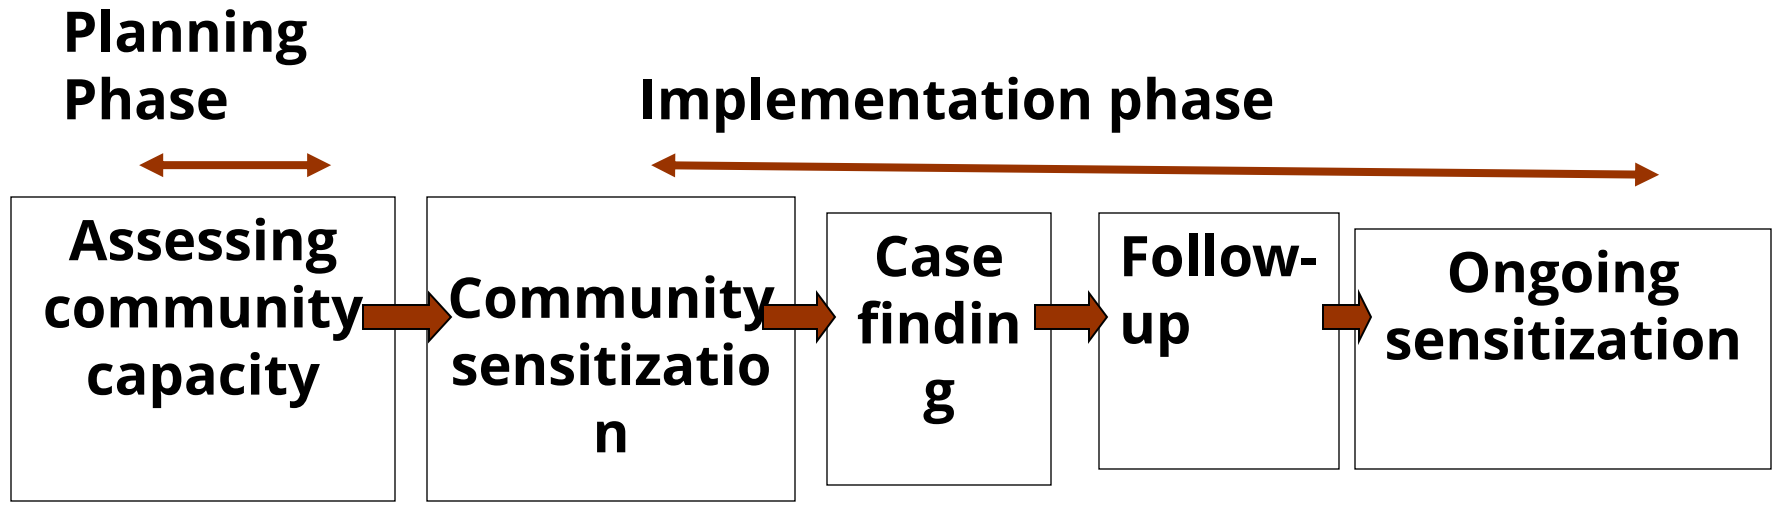 Planning
Phase
Implementation phase
Assessing
community
capacity
Community
sensitizatio
n
Case
findin
g
Follow-
up
Ongoing
sensitization